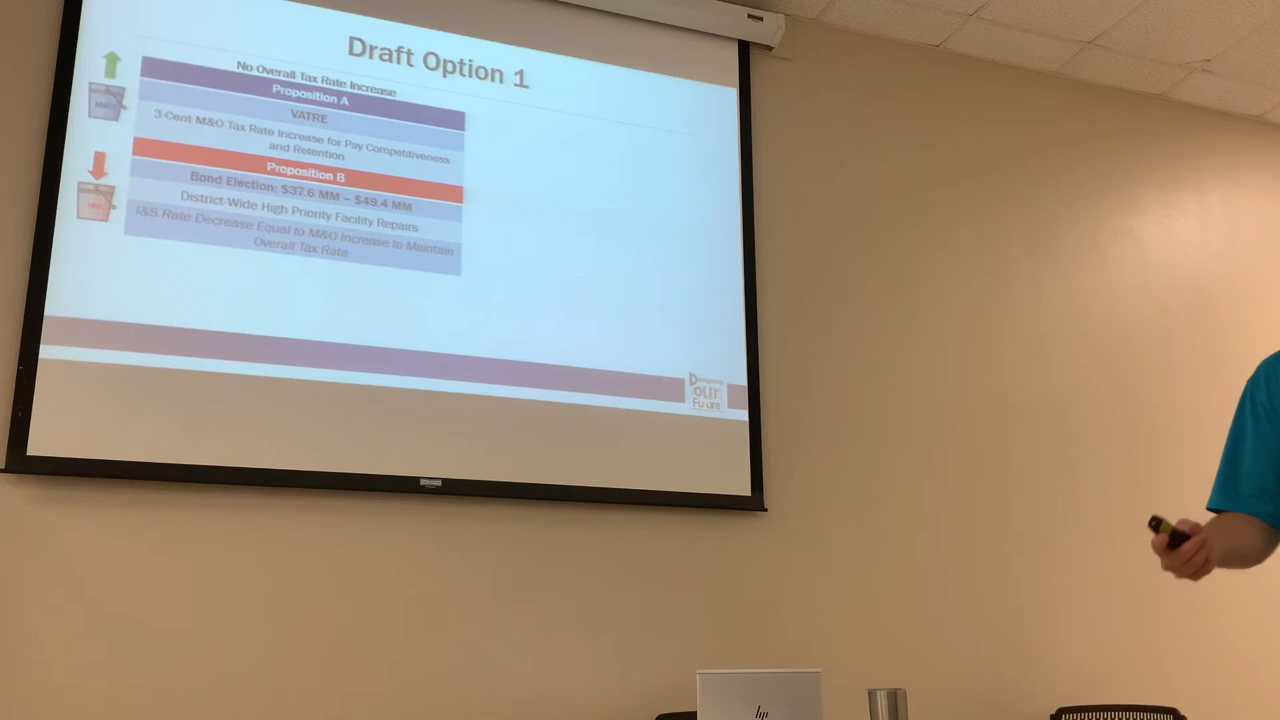 Draft Option 1
No Overall Tax Rate Increase
Proposition A
VATRE
3-Cent M&O Tax Rate Increase for Pay Competitiveness
and Retention
Proposition B
Bond Election: $37.6 MM – $49.4 MM
District-Wide High Priority Facility Repairs
I&S Rate Decrease Equal to M&O Increase to Maintain
Overall Tax Rate
I&S
Designing
our
Future
hp